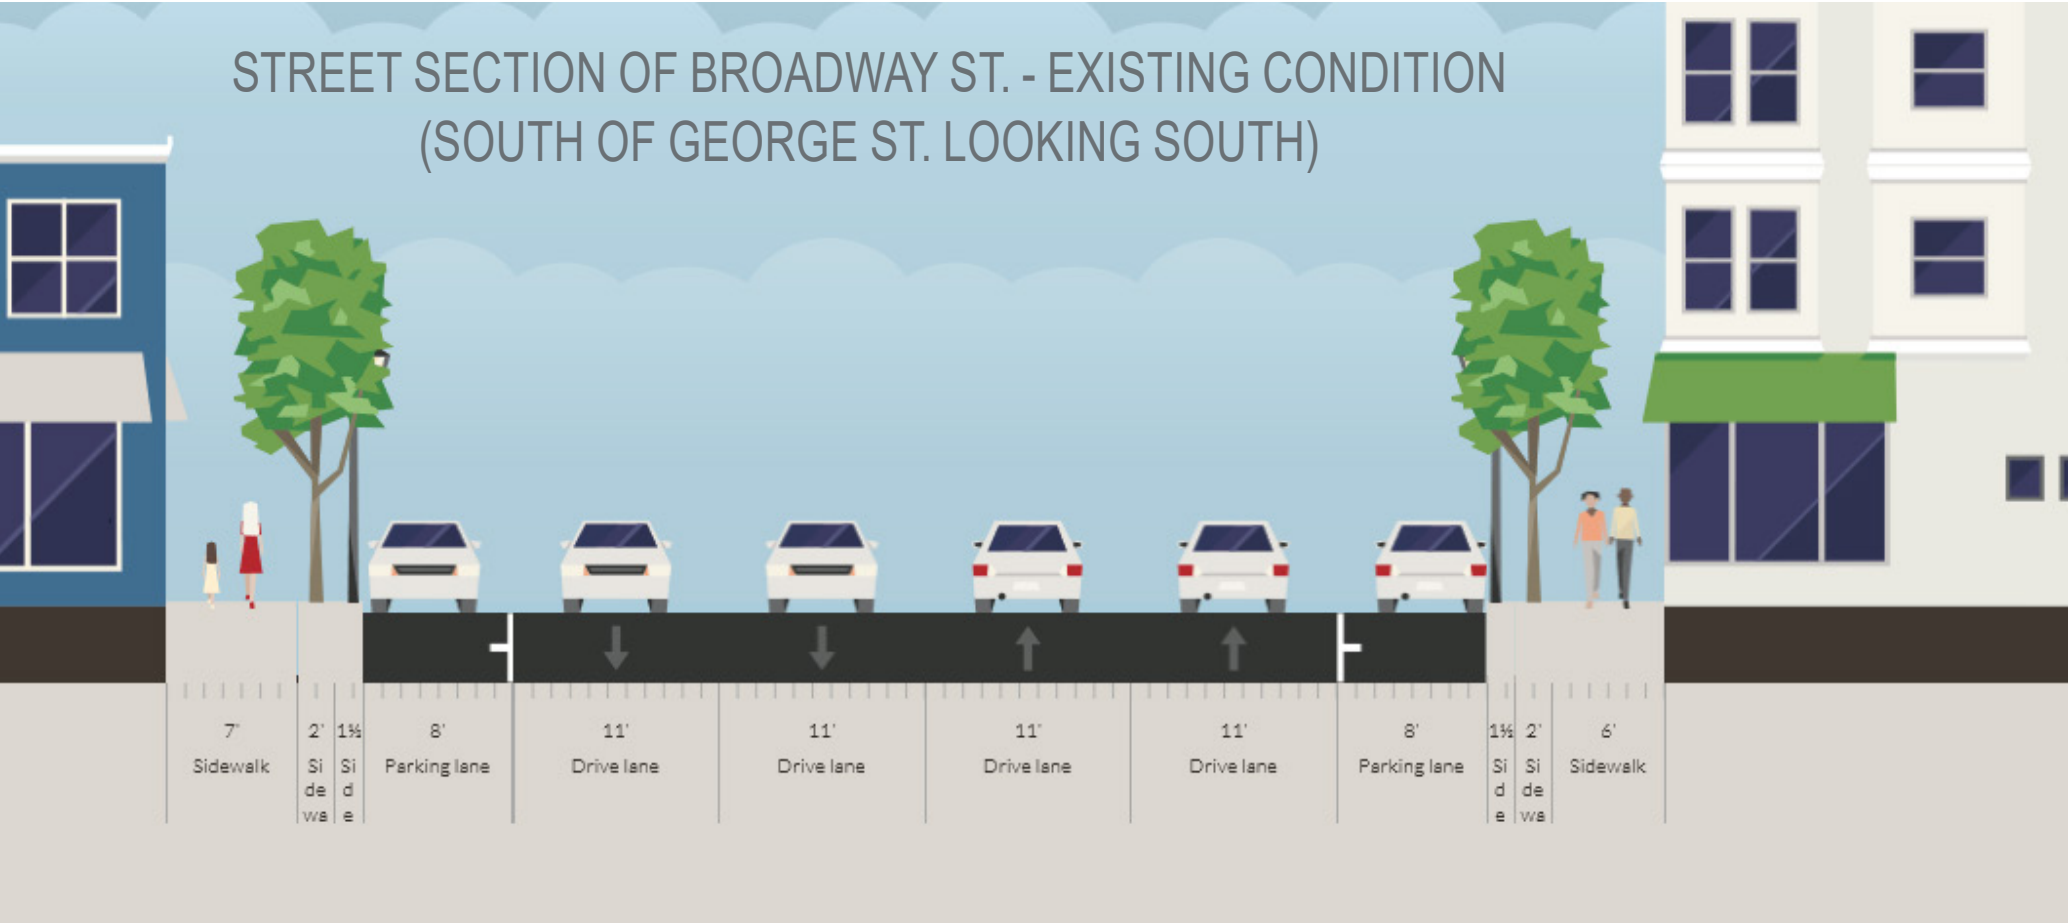 STREET SECTION OF BROADWAY ST. - EXISTING CONDITION
(SOUTH OF GEORGE ST. LOOKING SOUTH)
7' 2' 1½ 8' 11' 11' 11' 11' 8' 1½ 2' 6'
Sidewalk Si Si Parking lane Drive lane Drive lane Drive lane Drive lane Parking lane Si Si Sidewalk
de d d de
wa e e wa